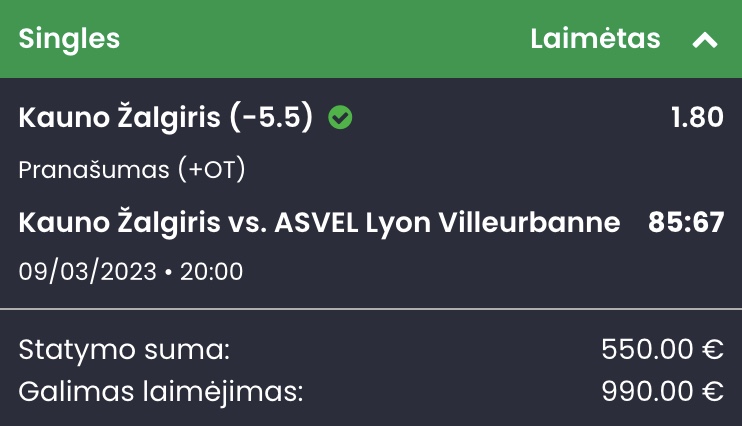 Singles Laimėtas
Kauno Žalgiris (-5.5) 1.80
Pranašumas (+OT)
Kauno Žalgiris vs. ASVEL Lyon Villeurbanne 85:67
09/03/2023 • 20:00
Statymo suma: 550.00 €
Galimas laimėjimas: 990.00 €